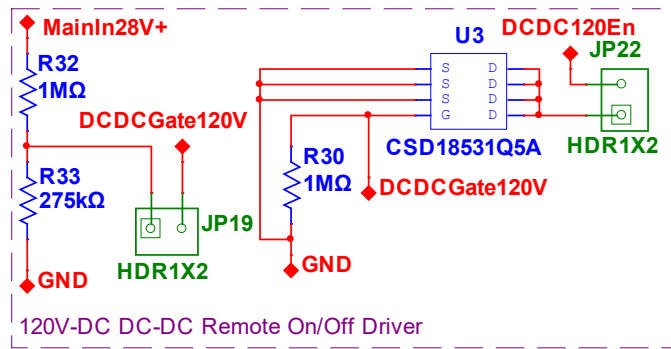 MainIn28V+
R32
1MΩ
DCDCGate120V
R33
275kΩ
JP19
HDR1X2
GND
U3
S D
S D
S D
G D
CSD18531Q5A
R30
1MΩ
DCDCGate120V
GND
DCDC120En
JP22
HDR1X2
120V-DC DC-DC Remote On/Off Driver